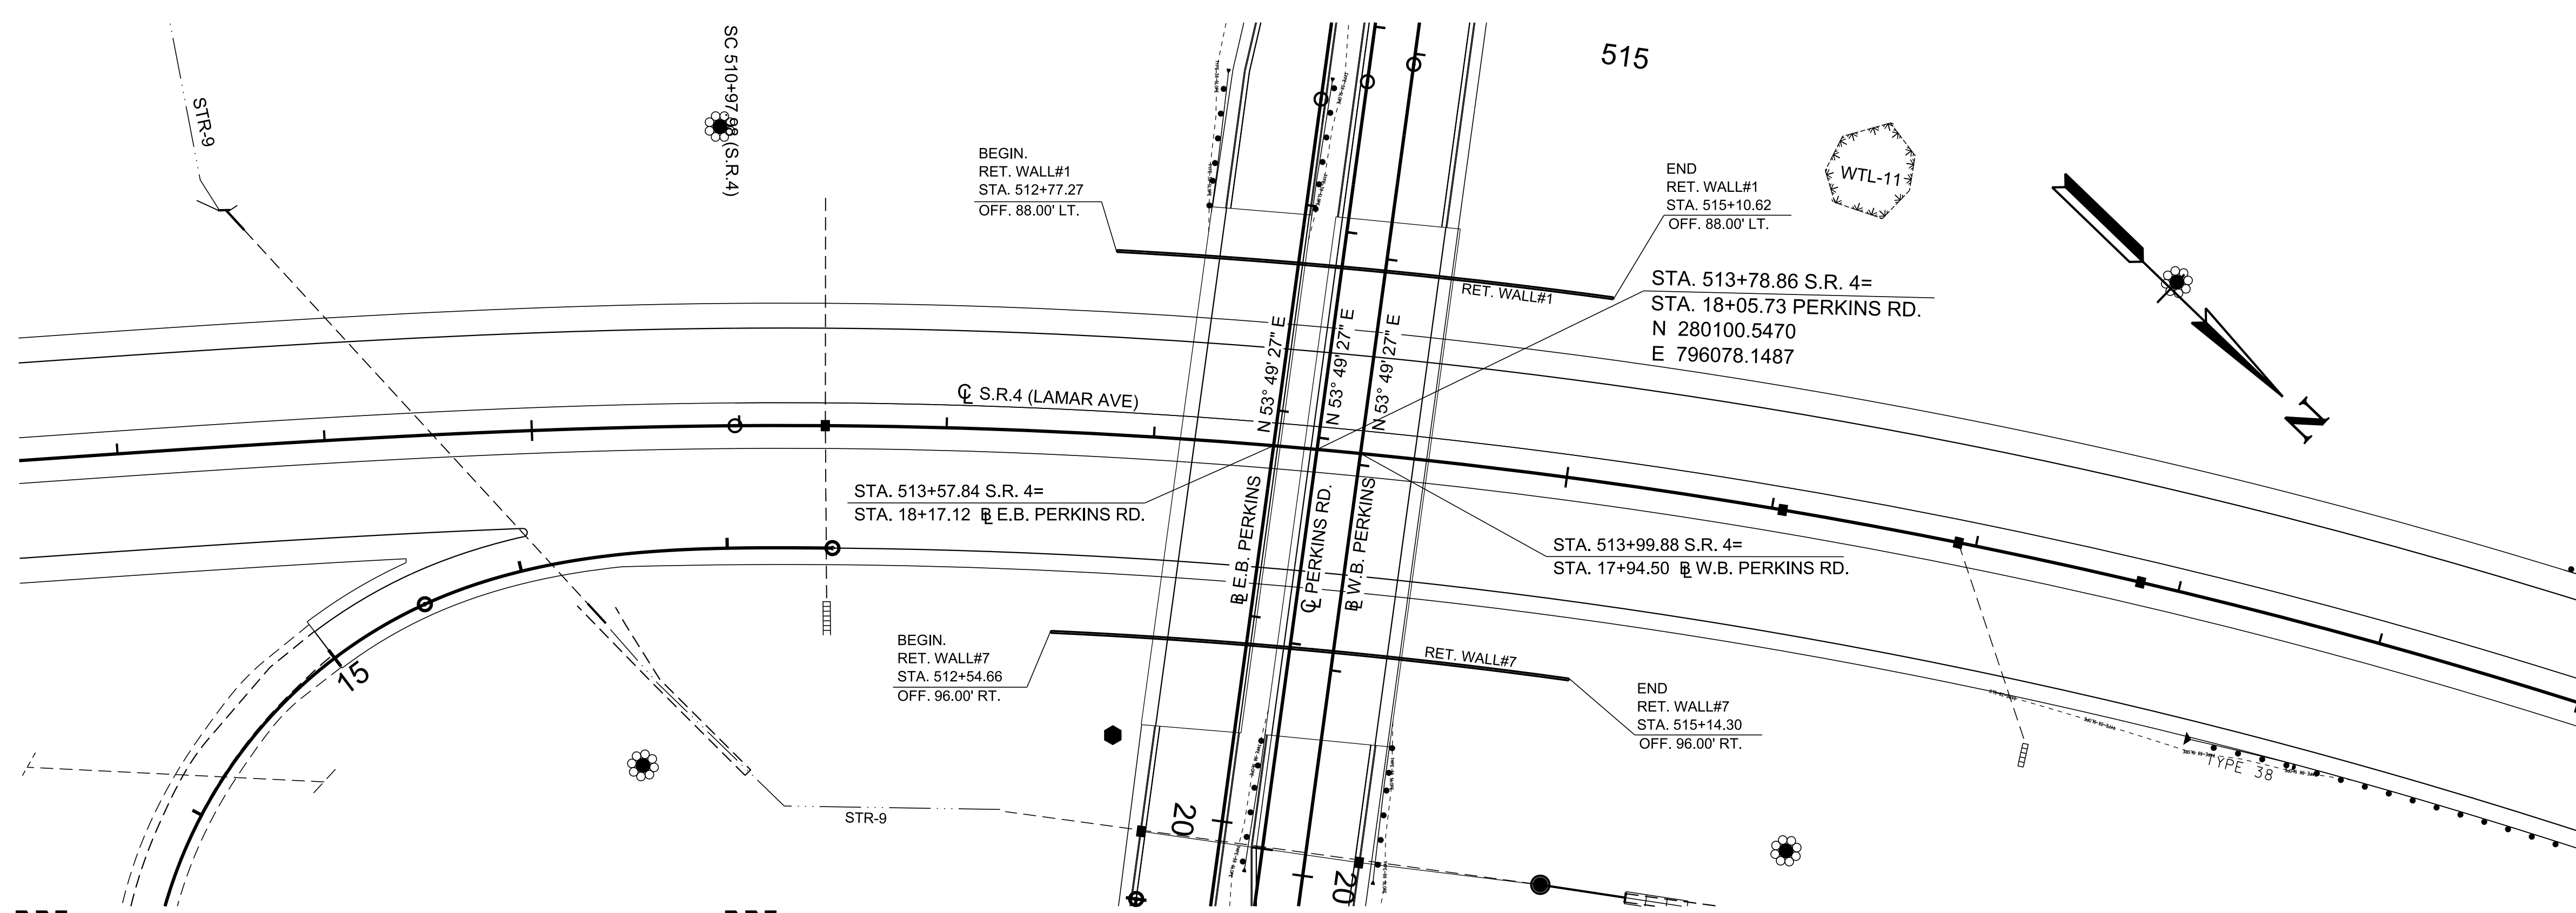 STR-9
SC 510+97.98 (S.R.4)
515
BEGIN.
RET. WALL#1
STA. 512+77.27
OFF. 88.00' LT.
END
RET. WALL#1
STA. 515+10.62
OFF. 88.00' LT.
WTL-11
RET. WALL#1
STA. 513+78.86 S.R. 4=
STA. 18+05.73 PERKINS RD.
N 280100.5470
E 796078.1487
N
N 53° 49' 27" E
N 53° 49' 27" E
N 53° 49' 27" E
℄ S.R.4 (LAMAR AVE)
STA. 513+57.84 S.R. 4=
STA. 18+17.12 BL E.B. PERKINS RD.
BL E.B. PERKINS
℄ PERKINS RD.
BL W.B. PERKINS
STA. 513+99.88 S.R. 4=
STA. 17+94.50 BL W.B. PERKINS RD.
BEGIN.
RET. WALL#7
STA. 512+54.66
OFF. 96.00' RT.
RET. WALL#7
END
RET. WALL#7
STA. 515+14.30
OFF. 96.00' RT.
15
TYPE 38
STR-9
20
20